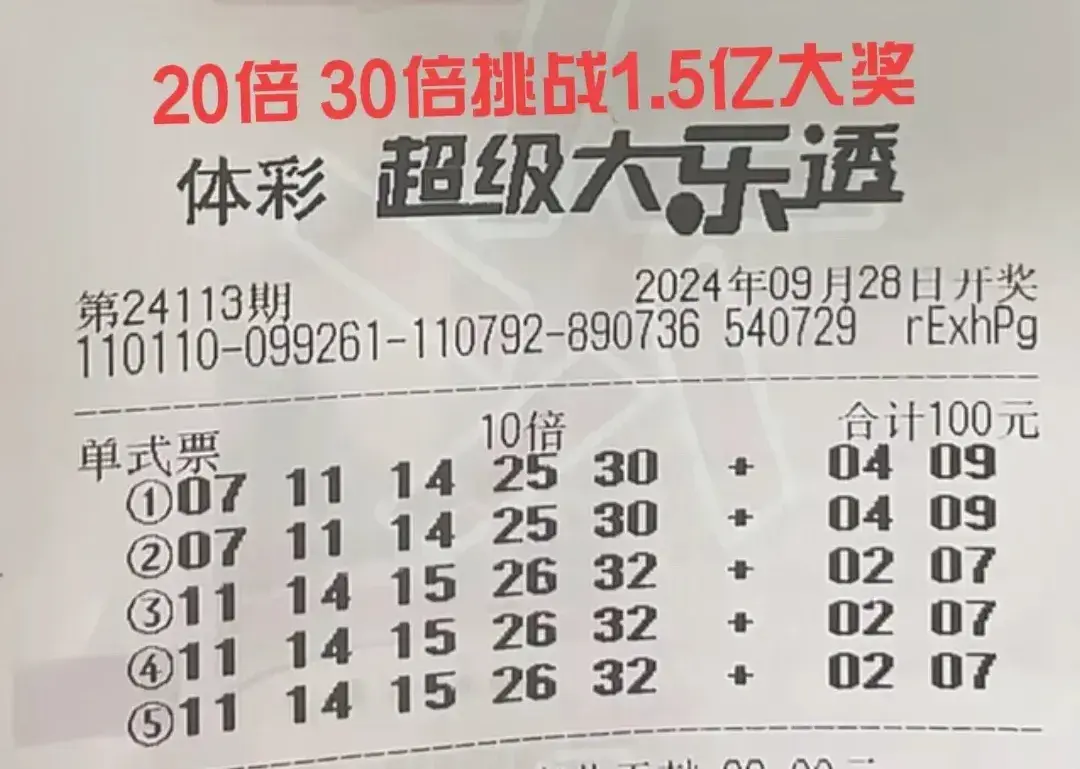 20倍 30倍挑战1.5亿大奖
体彩 超级大乐透
第24113期 2024年09月28日开奖
110110-099261-110792-890736 540729 rExhPg
单式票 10倍 合计100元
①07 11 14 25 30 + 04 09
②07 11 14 25 30 + 04 09
③11 14 15 26 32 + 02 07
④11 14 15 26 32 + 02 07
⑤11 14 15 26 32 + 02 07